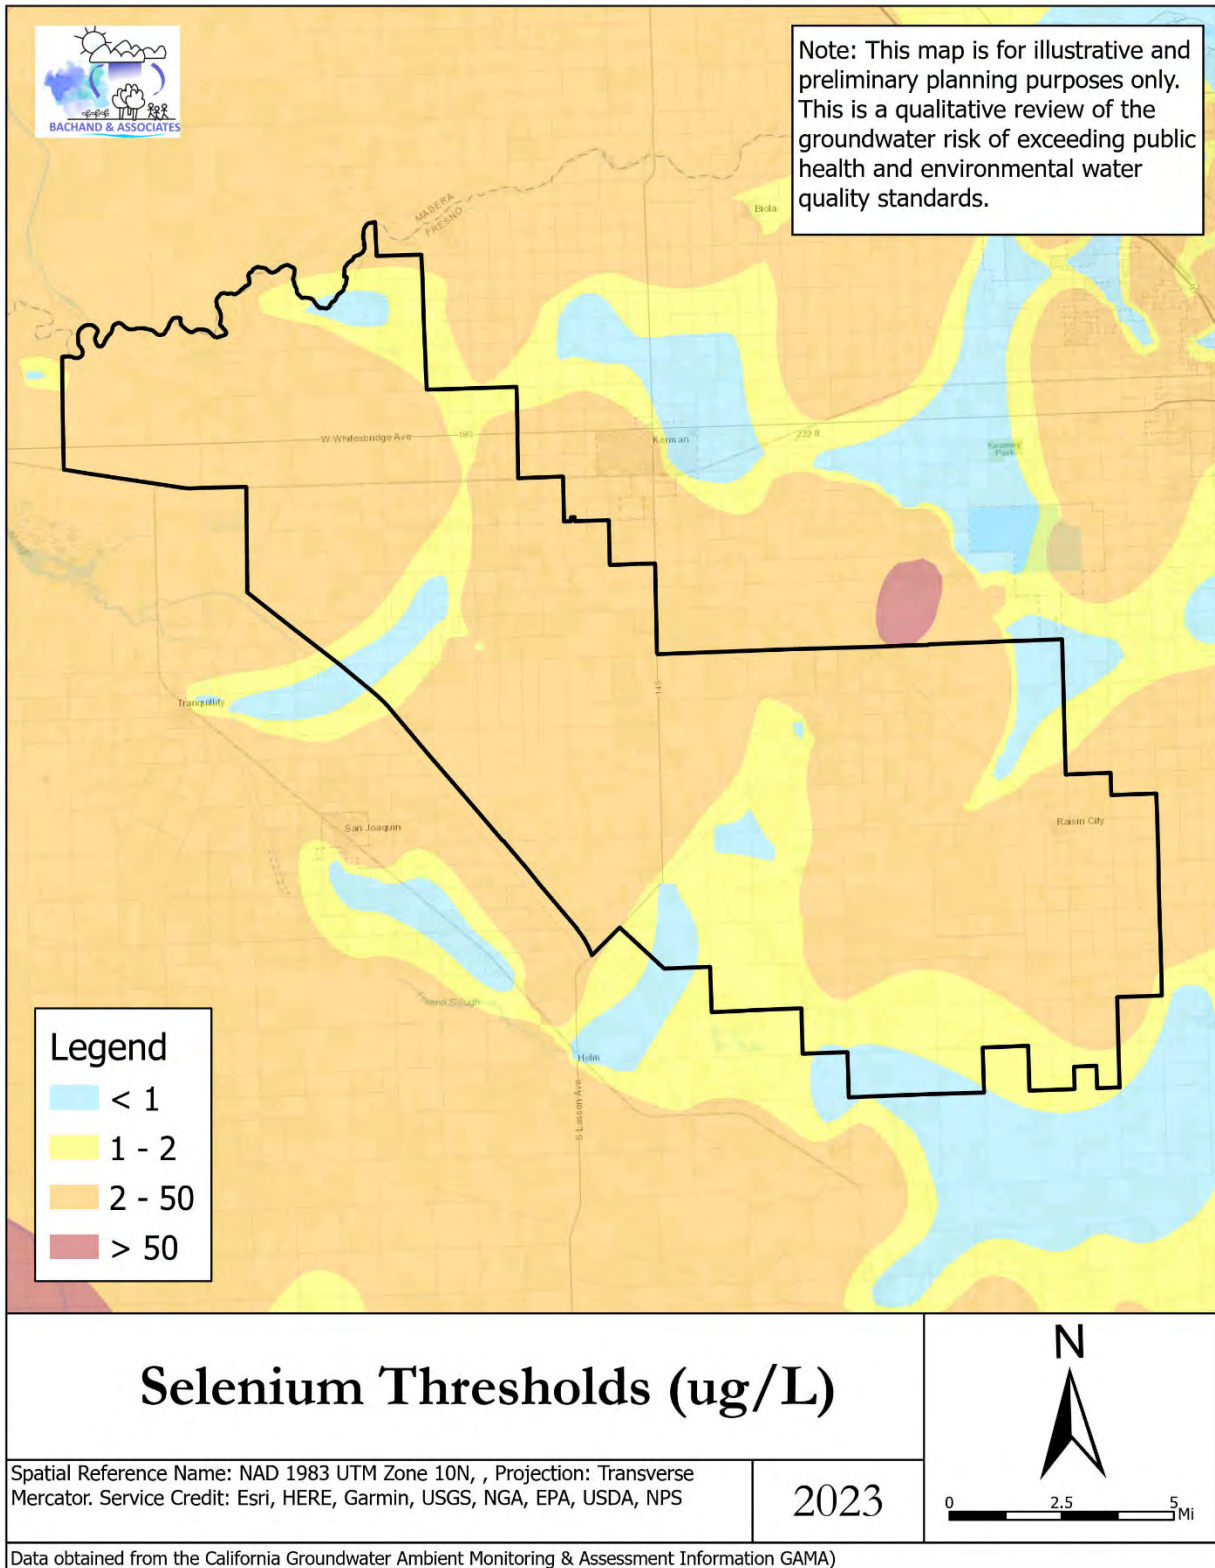 BACHAND & ASSOCIATES
Note: This map is for illustrative and
preliminary planning purposes only.
This is a qualitative review of the
groundwater risk of exceeding public
health and environmental water
quality standards.
MADERA
FRESNO
Biola
W Whitesbridge Ave
180
Kerman
239 ft
Kearney
Park
Slough
Tranquillity
145
San Joaquin
Raisin City
Fresno Slough
Helm
S Lassen Ave
Legend
< 1
1 - 2
2 - 50
> 50
Selenium Thresholds (ug/L)
N
Spatial Reference Name: NAD 1983 UTM Zone 10N, , Projection: Transverse
Mercator. Service Credit: Esri, HERE, Garmin, USGS, NGA, EPA, USDA, NPS
2023
0 2.5 5
Mi
Data obtained from the California Groundwater Ambient Monitoring & Assessment Information GAMA)